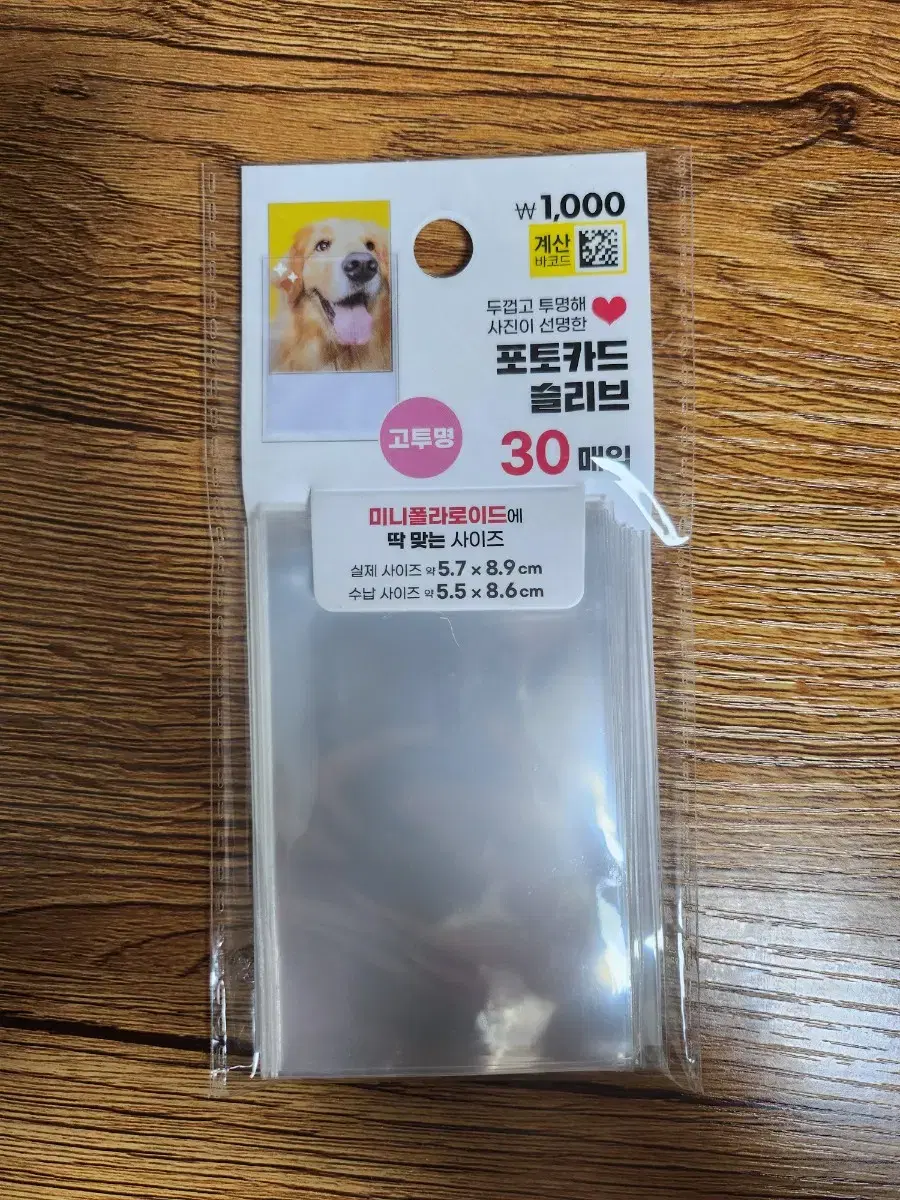 ₩1,000
계산
바코드
두껍고 투명해
사진이 선명한
포토카드
슬리브
고투명
30 매입
미니폴라로이드에
딱 맞는 사이즈
실제 사이즈 약 5.7 x 8.9 cm
수납 사이즈 약 5.5 x 8.6 cm